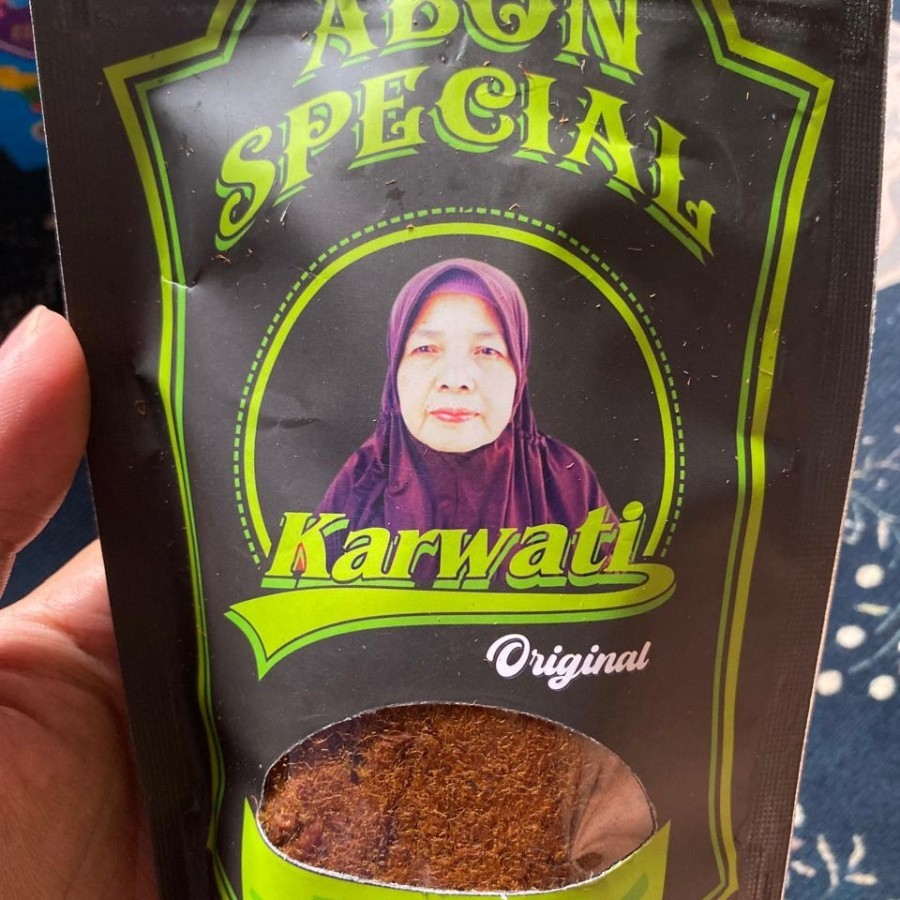 ABON
SPECIAL
Karwati
Original